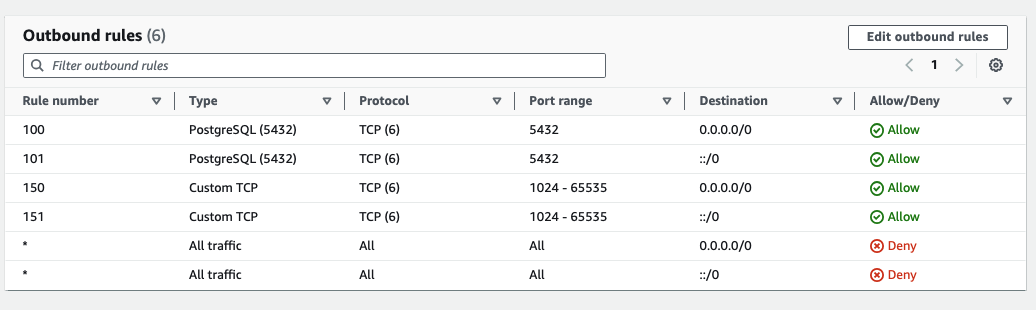 Outbound rules (6)
Edit outbound rules
Filter outbound rules
1
Rule number Type Protocol Port range Destination Allow/Deny
100 PostgreSQL (5432) TCP (6) 5432 0.0.0.0/0 Allow
101 PostgreSQL (5432) TCP (6) 5432 ::/0 Allow
150 Custom TCP TCP (6) 1024 - 65535 0.0.0.0/0 Allow
151 Custom TCP TCP (6) 1024 - 65535 ::/0 Allow
* All traffic All All 0.0.0.0/0 Deny
* All traffic All All ::/0 Deny